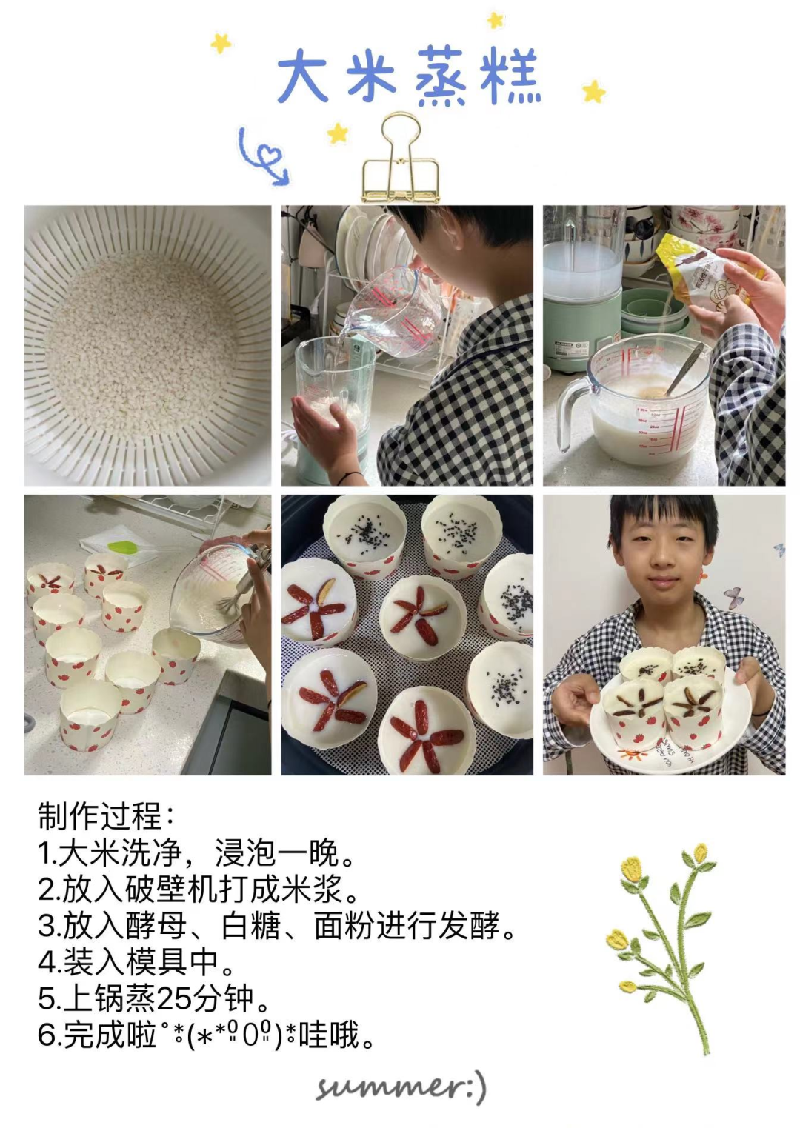 大米蒸糕
制作过程：
1.大米洗净，浸泡一晚。
2.放入破壁机打成米浆。
3.放入酵母、白糖、面粉进行发酵。
4.装入模具中。
5.上锅蒸25分钟。
6.完成啦°*(⁎*⁰꙼̈0⁰꙼̈)*哇哦。
summer:)